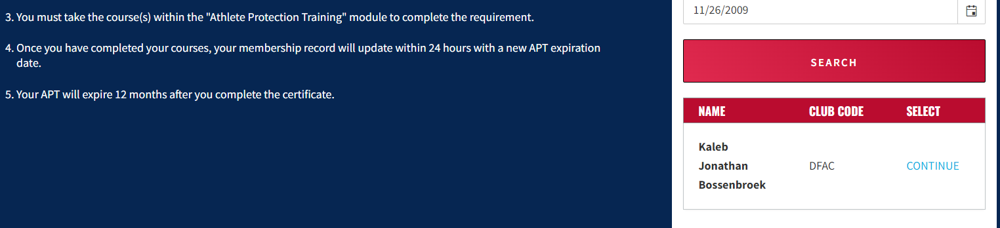 3. You must take the course(s) within the "Athlete Protection Training" module to complete the requirement.
4. Once you have completed your courses, your membership record will update within 24 hours with a new APT expiration
date.
5. Your APT will expire 12 months after you complete the certificate.
11/26/2009
SEARCH
NAME CLUB CODE SELECT
Kaleb
Jonathan DFAC CONTINUE
Bossenbroek